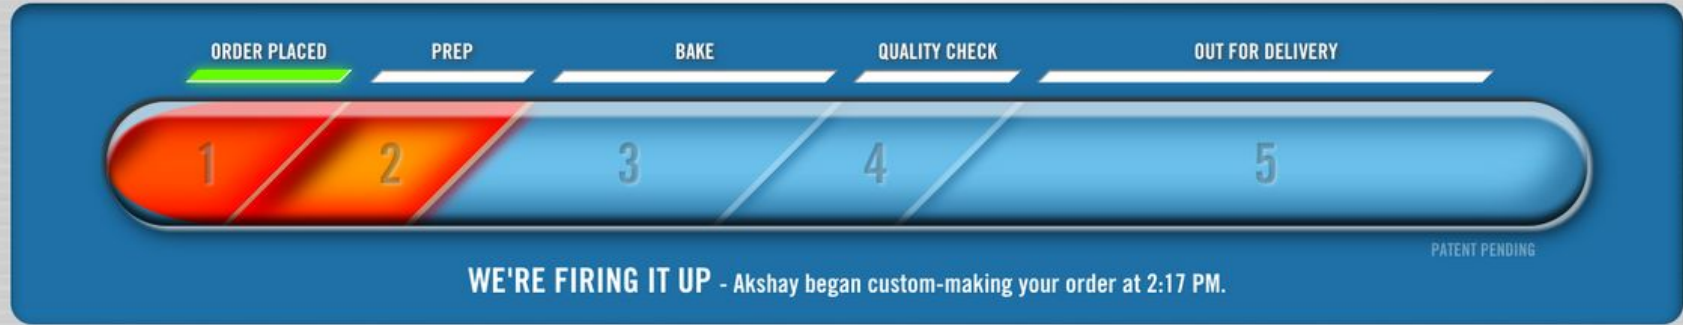 ORDER PLACED PREP BAKE QUALITY CHECK OUT FOR DELIVERY
1 2 3 4 5
PATENT PENDING
WE'RE FIRING IT UP - Akshay began custom-making your order at 2:17 PM.